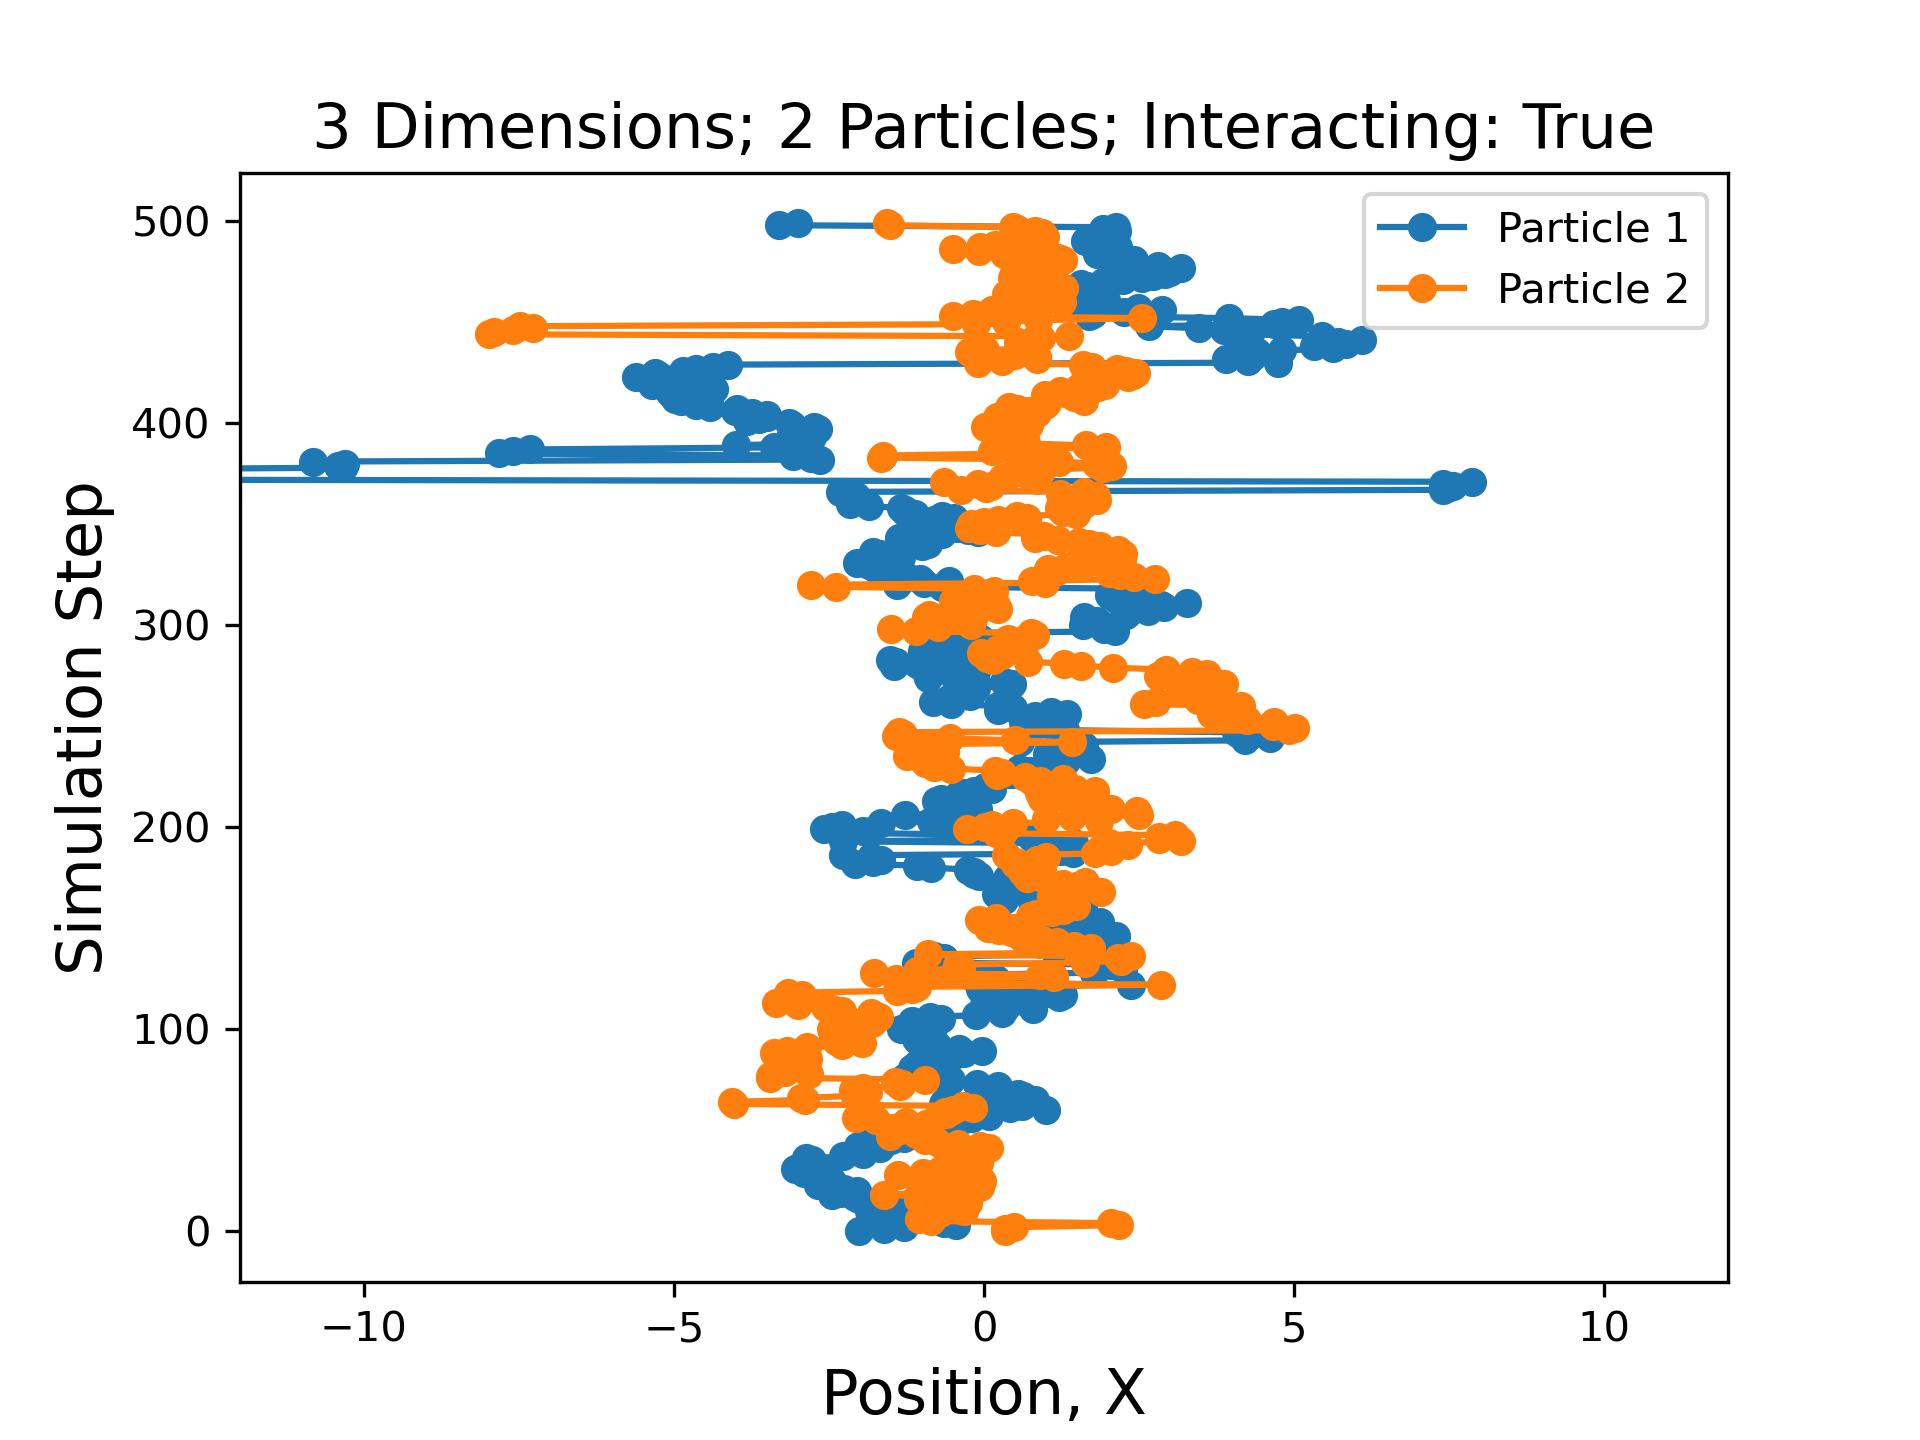 3 Dimensions; 2 Particles; Interacting: True
Particle 1
Particle 2
500
400
300
200
100
0
Simulation Step
−10
−5
0
5
10
Position, X